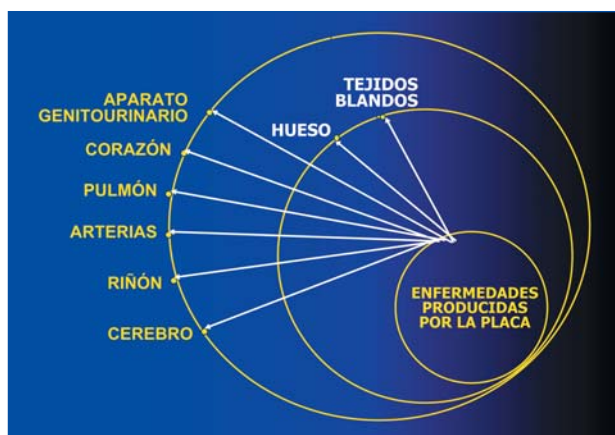 TEJIDOS
BLANDOS
APARATO
GENITOURINARIO
HUESO
CORAZÓN
PULMÓN
ARTERIAS
RIÑÓN
CEREBRO
ENFERMEDADES
PRODUCIDAS
POR LA PLACA